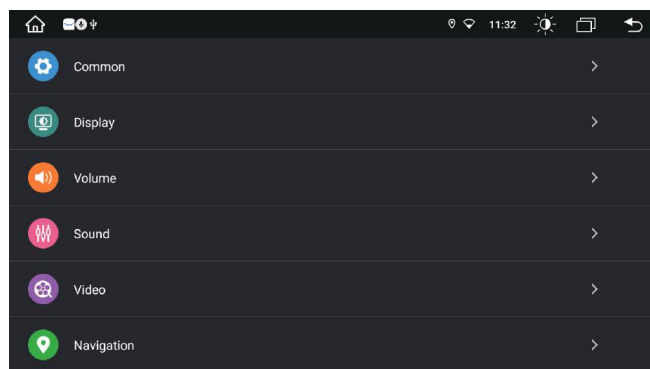 11:32
Common
Display
Volume
Sound
Video
Navigation